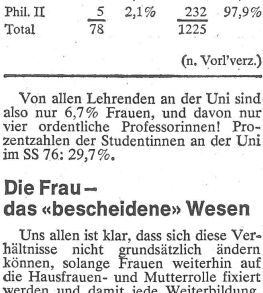 Phil. II 5 2,1% 232 97,9%
Total 78 1225
(n, Vorl'verz.)
Von allen Lehrenden an der Uni sind
also nur 6,7% Frauen, und davon nur
vier ordentliche Professorinnen! Pro-
zentzahlen der Studentinnen an der Uni
im SS 76: 29,7%.
Die Frau –
das «bescheidene» Wesen
Uns allen ist klar, dass sich diese Ver-
hältnisse nicht grundsätzlich ändern
können, solange Frauen weiterhin auf
die Hausfrauen- und Mutterrolle fixiert
werden und damit jede Weiterbildung,